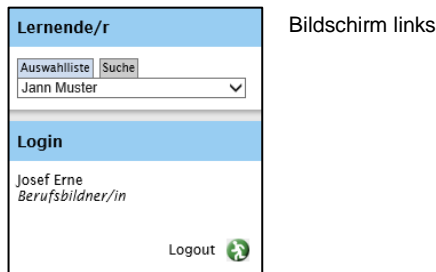 Lernende/r
Bildschirm links
Auswahlliste Suche
Jann Muster
Login
Josef Erne
Berufsbildner/in
Logout